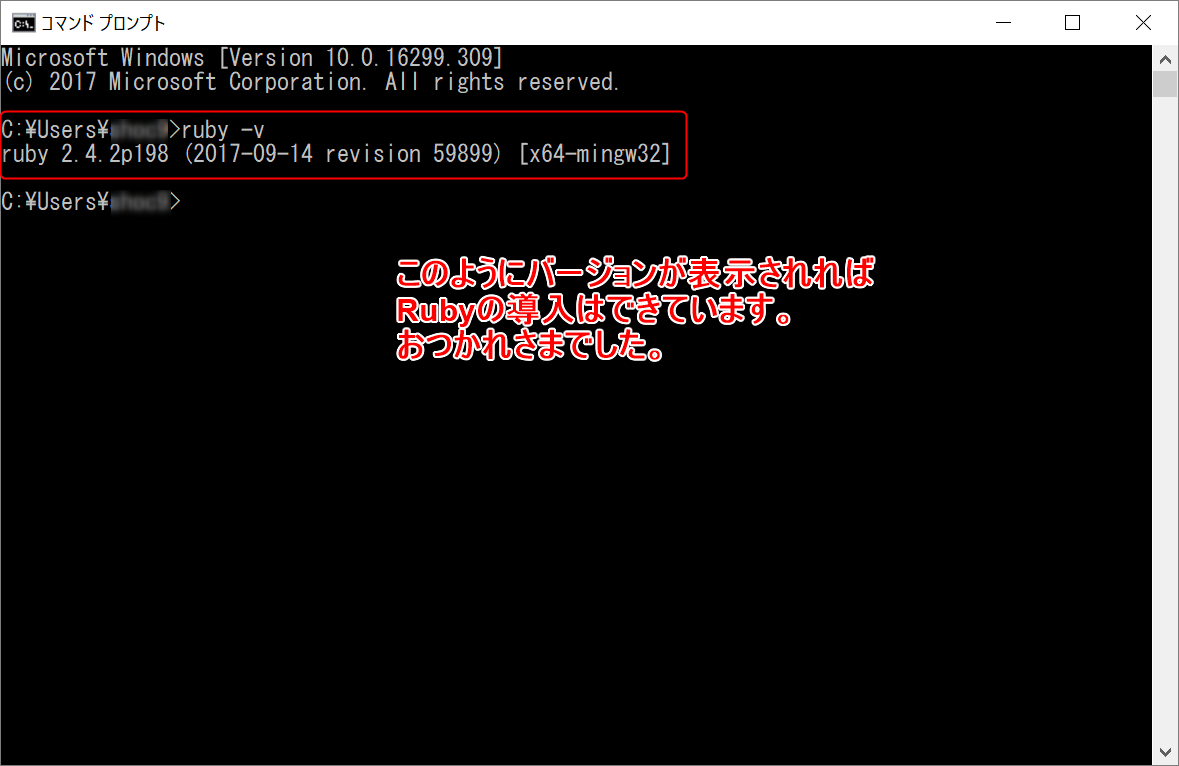 コマンド プロンプト
Microsoft Windows [Version 10.0.16299.309]
(c) 2017 Microsoft Corporation. All rights reserved.
C:¥Users¥>ruby -v
ruby 2.4.2p198 (2017-09-14 revision 59899) [x64-mingw32]
C:¥Users¥>
このようにバージョンが表示されれば
Rubyの導入はできています。
おつかれさまでした。